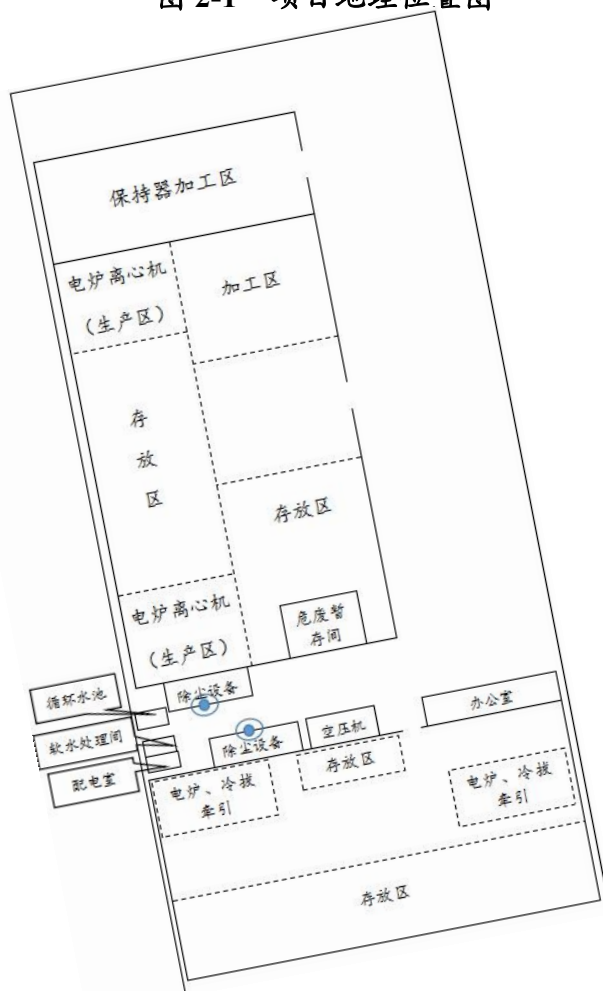 图 2-1 项目地理位置图
保持器加工区
电炉离心机
（生产区）
加工区
存
放
区
存放区
电炉离心机
（生产区）
危废暂
存间
循环水池
除尘设备
办公室
软水处理间
除尘设备
空压机
配电室
存放区
电炉、冷拔
牵引
电炉、冷拔
牵引
存放区